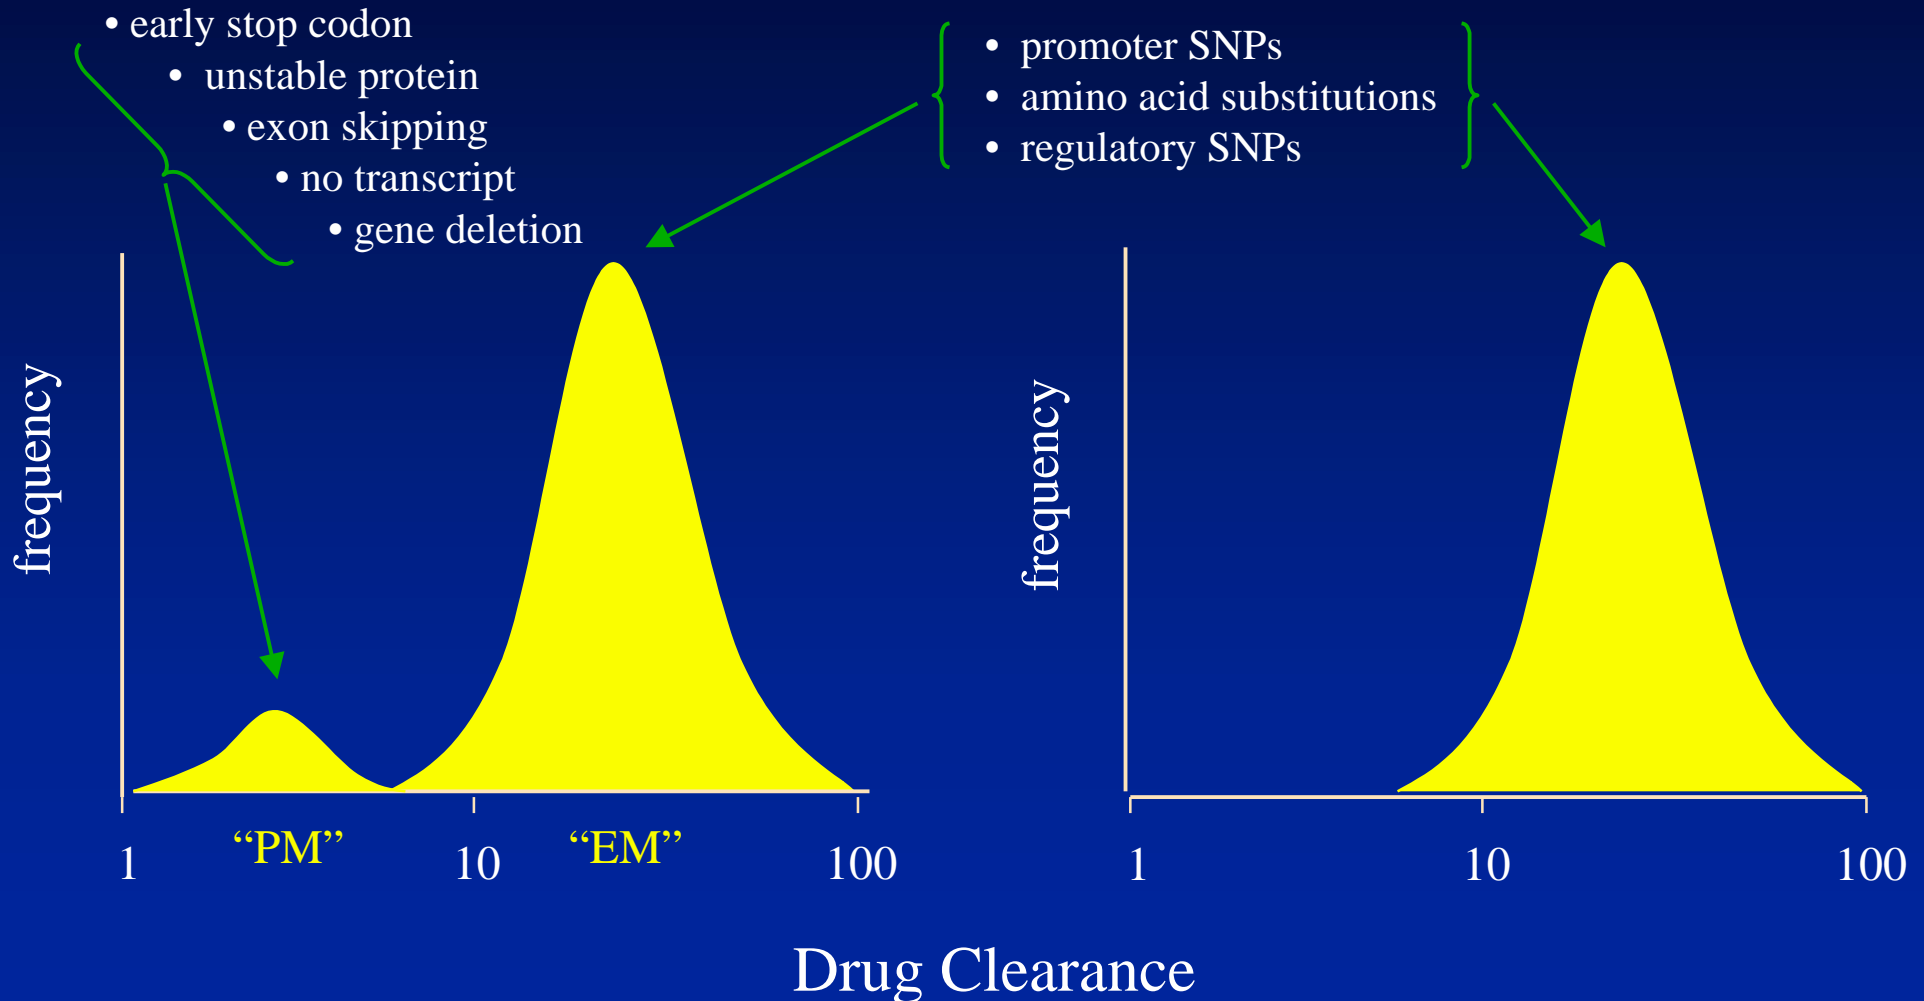 • early stop codon
• unstable protein
• exon skipping
• no transcript
• gene deletion
• promoter SNPs
• amino acid substitutions
• regulatory SNPs
frequency
1
“PM”
10
“EM”
100
frequency
1
10
100
Drug Clearance